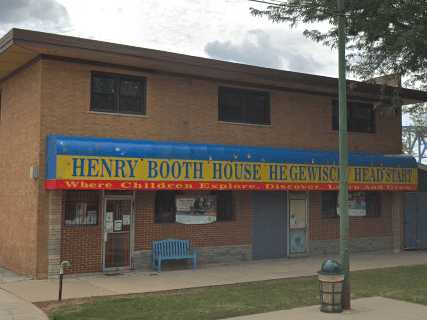 HENRY BOOTH HOUSE HEGEWISCH HEAD START
Where Children Explore, Discover, Learn And Grow